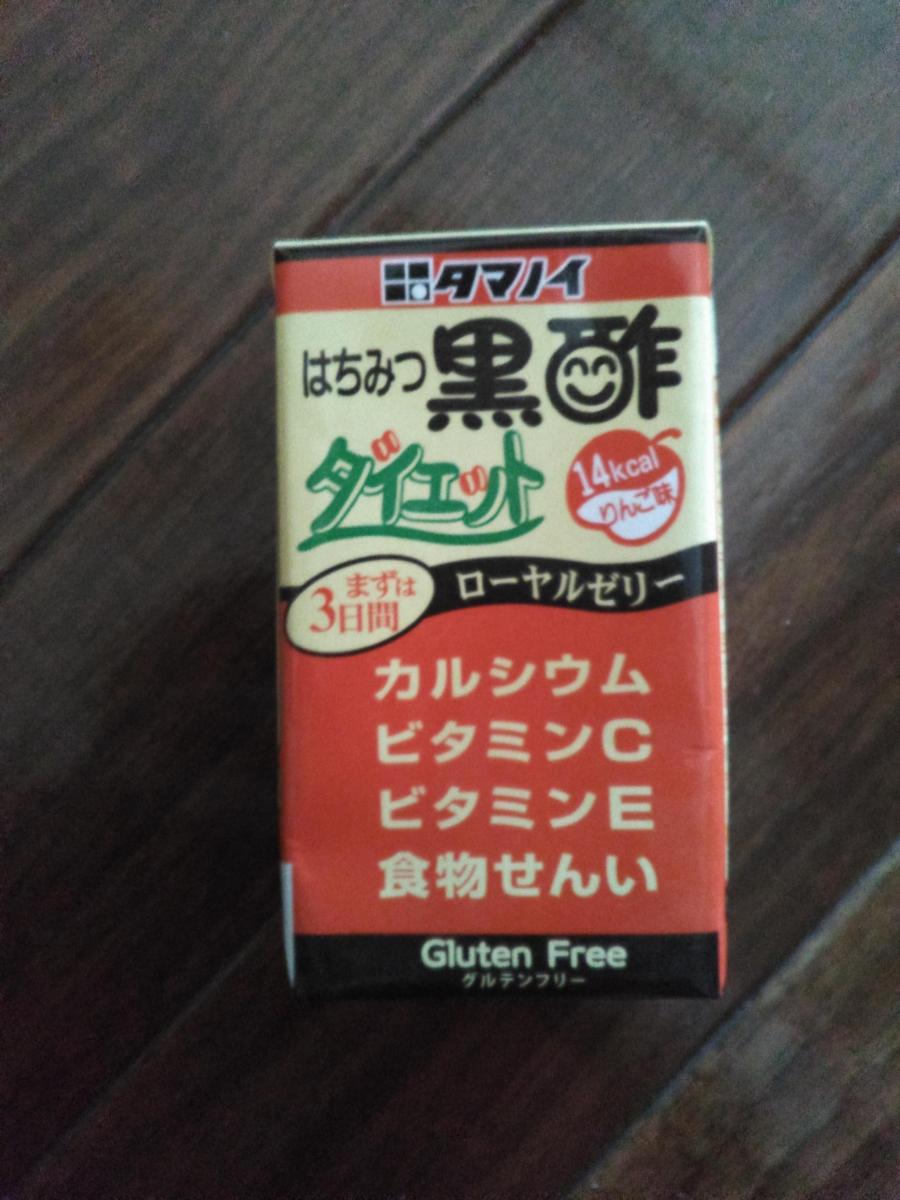 タマノイ
はちみつ黒酢
ダイエット
14kcal
りんご味
まずは
3日間
ローヤルゼリー
カルシウム
ビタミンC
ビタミンE
食物せんい
Gluten Free
グルテンフリー